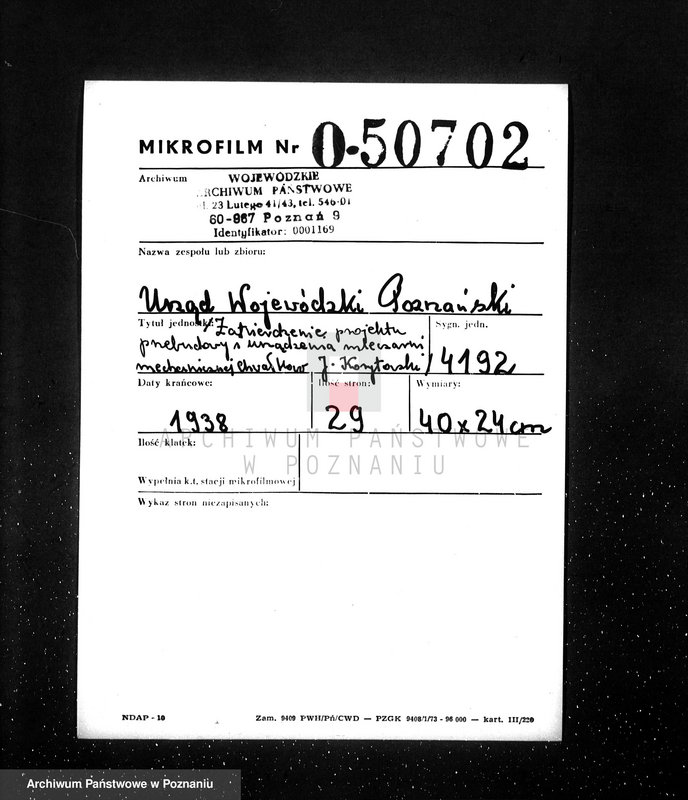 MIKROFILM Nr 0-50702
Archiwum
WOJEWÓDZKIE
ARCHIWUM PAŃSTWOWE
ul. 23 Lutego 41/43, tel. 546-01
60-967 Poznań 9
Identyfikator: 0001169
Nazwa zespołu lub zbioru:
Urząd Wojewódzki Poznański
Tytuł jednostki: Zatwierdzenie projektu
przebudowy i urządzenia mleczarni
mechanicznej Chwałkow J.
Sygn. jedn.
4192
Daty krańcowe:
1938
Ilość stron:
29
Wymiary:
40x24cm
ARCHIWUM PAŃSTWOWE
W POZNANIU
Ilość klatek:
Wypełnia k.t. stacji mikrofilmowej
Wykaz stron niezapisanych:
NDAP - 10
Zam. 9409 PWH/Pń/CWD — PZGK 9408/1/73 - 96 000 — kart. III/220
Archiwum Państwowe w Poznaniu